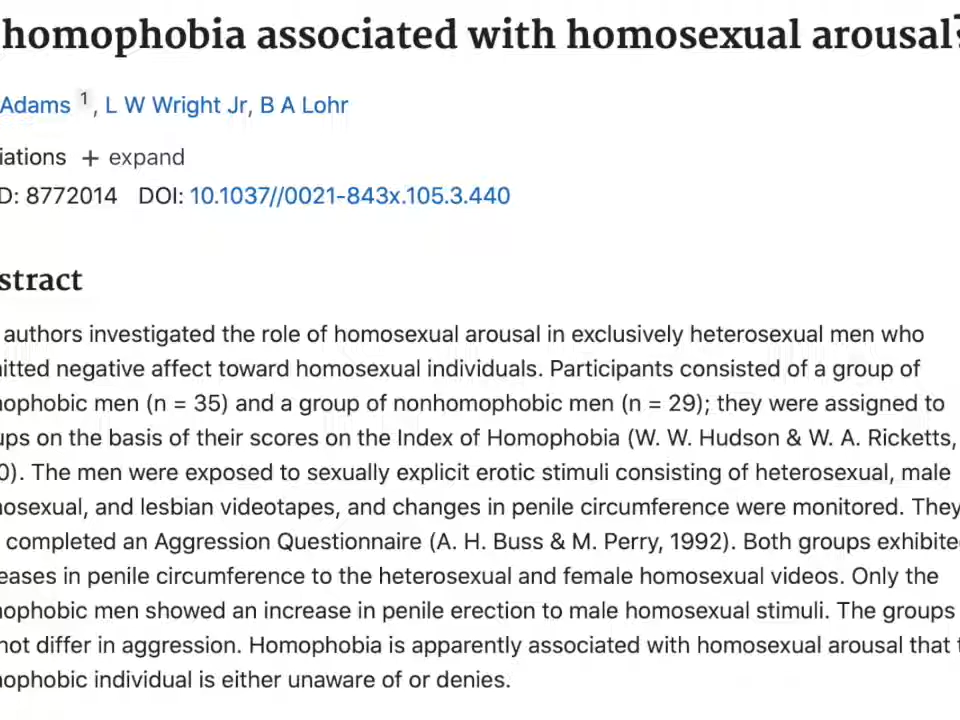 homophobia associated with homosexual arousal?
Adams 1, L W Wright Jr, B A Lohr
iations + expand
D: 8772014 DOI: 10.1037//0021-843x.105.3.440
stract
authors investigated the role of homosexual arousal in exclusively heterosexual men who
itted negative affect toward homosexual individuals. Participants consisted of a group of
ophobic men (n = 35) and a group of nonhomophobic men (n = 29); they were assigned to
ups on the basis of their scores on the Index of Homophobia (W. W. Hudson & W. A. Ricketts,
0). The men were exposed to sexually explicit erotic stimuli consisting of heterosexual, male
osexual, and lesbian videotapes, and changes in penile circumference were monitored. They
completed an Aggression Questionnaire (A. H. Buss & M. Perry, 1992). Both groups exhibite
eases in penile circumference to the heterosexual and female homosexual videos. Only the
ophobic men showed an increase in penile erection to male homosexual stimuli. The groups
not differ in aggression. Homophobia is apparently associated with homosexual arousal that t
ophobic individual is either unaware of or denies.